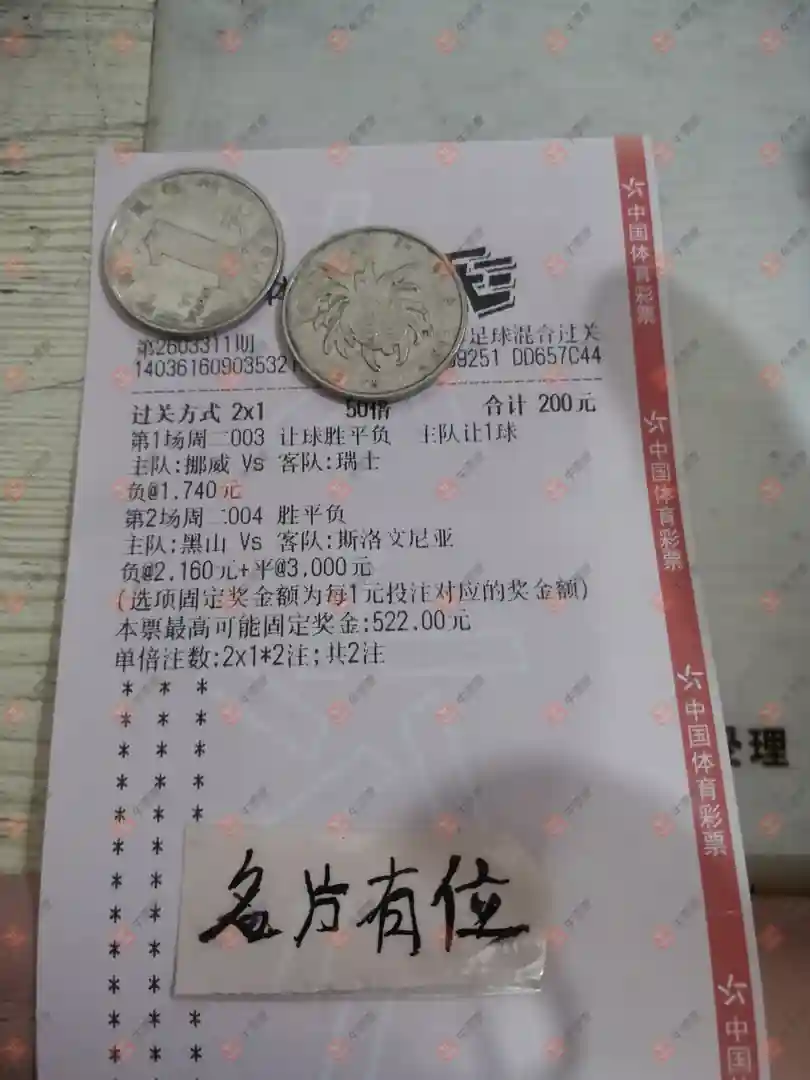 1
第2603311期
足球混合过关
14036160903532
09251 DD657C44
过关方式 2x1 50倍 合计 200元
第1场周二003 让球胜平负 主队让1球
主队:挪威 Vs 客队:瑞士
负@1.740元
第2场周二004 胜平负
主队:黑山 Vs 客队:斯洛文尼亚
负@2.160元+平@3.000元
(选项固定奖金额为每1元投注对应的奖金额)
本票最高可能固定奖金:522.00元
单倍注数:2x1*2注;共2注
* * *
* * *
* * *
* * *
* * *
* *
* *
* *
* *
* *
* * *
* * *
名片有位
中国体育彩票
中国体育彩票
中国体育彩票
中国
理